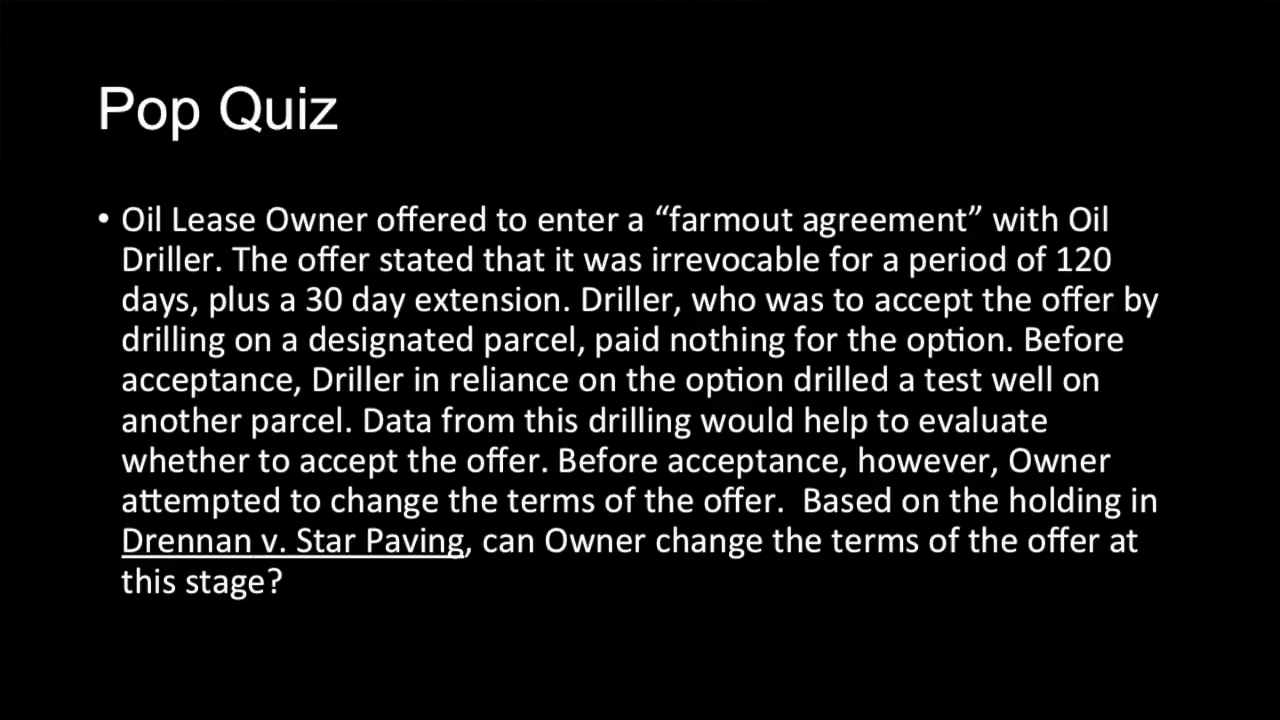 Pop Quiz
• Oil Lease Owner offered to enter a “farmout agreement” with Oil
Driller. The offer stated that it was irrevocable for a period of 120
days, plus a 30 day extension. Driller, who was to accept the offer by
drilling on a designated parcel, paid nothing for the option. Before
acceptance, Driller in reliance on the option drilled a test well on
another parcel. Data from this drilling would help to evaluate
whether to accept the offer. Before acceptance, however, Owner
attempted to change the terms of the offer.  Based on the holding in
Drennan v. Star Paving, can Owner change the terms of the offer at
this stage?